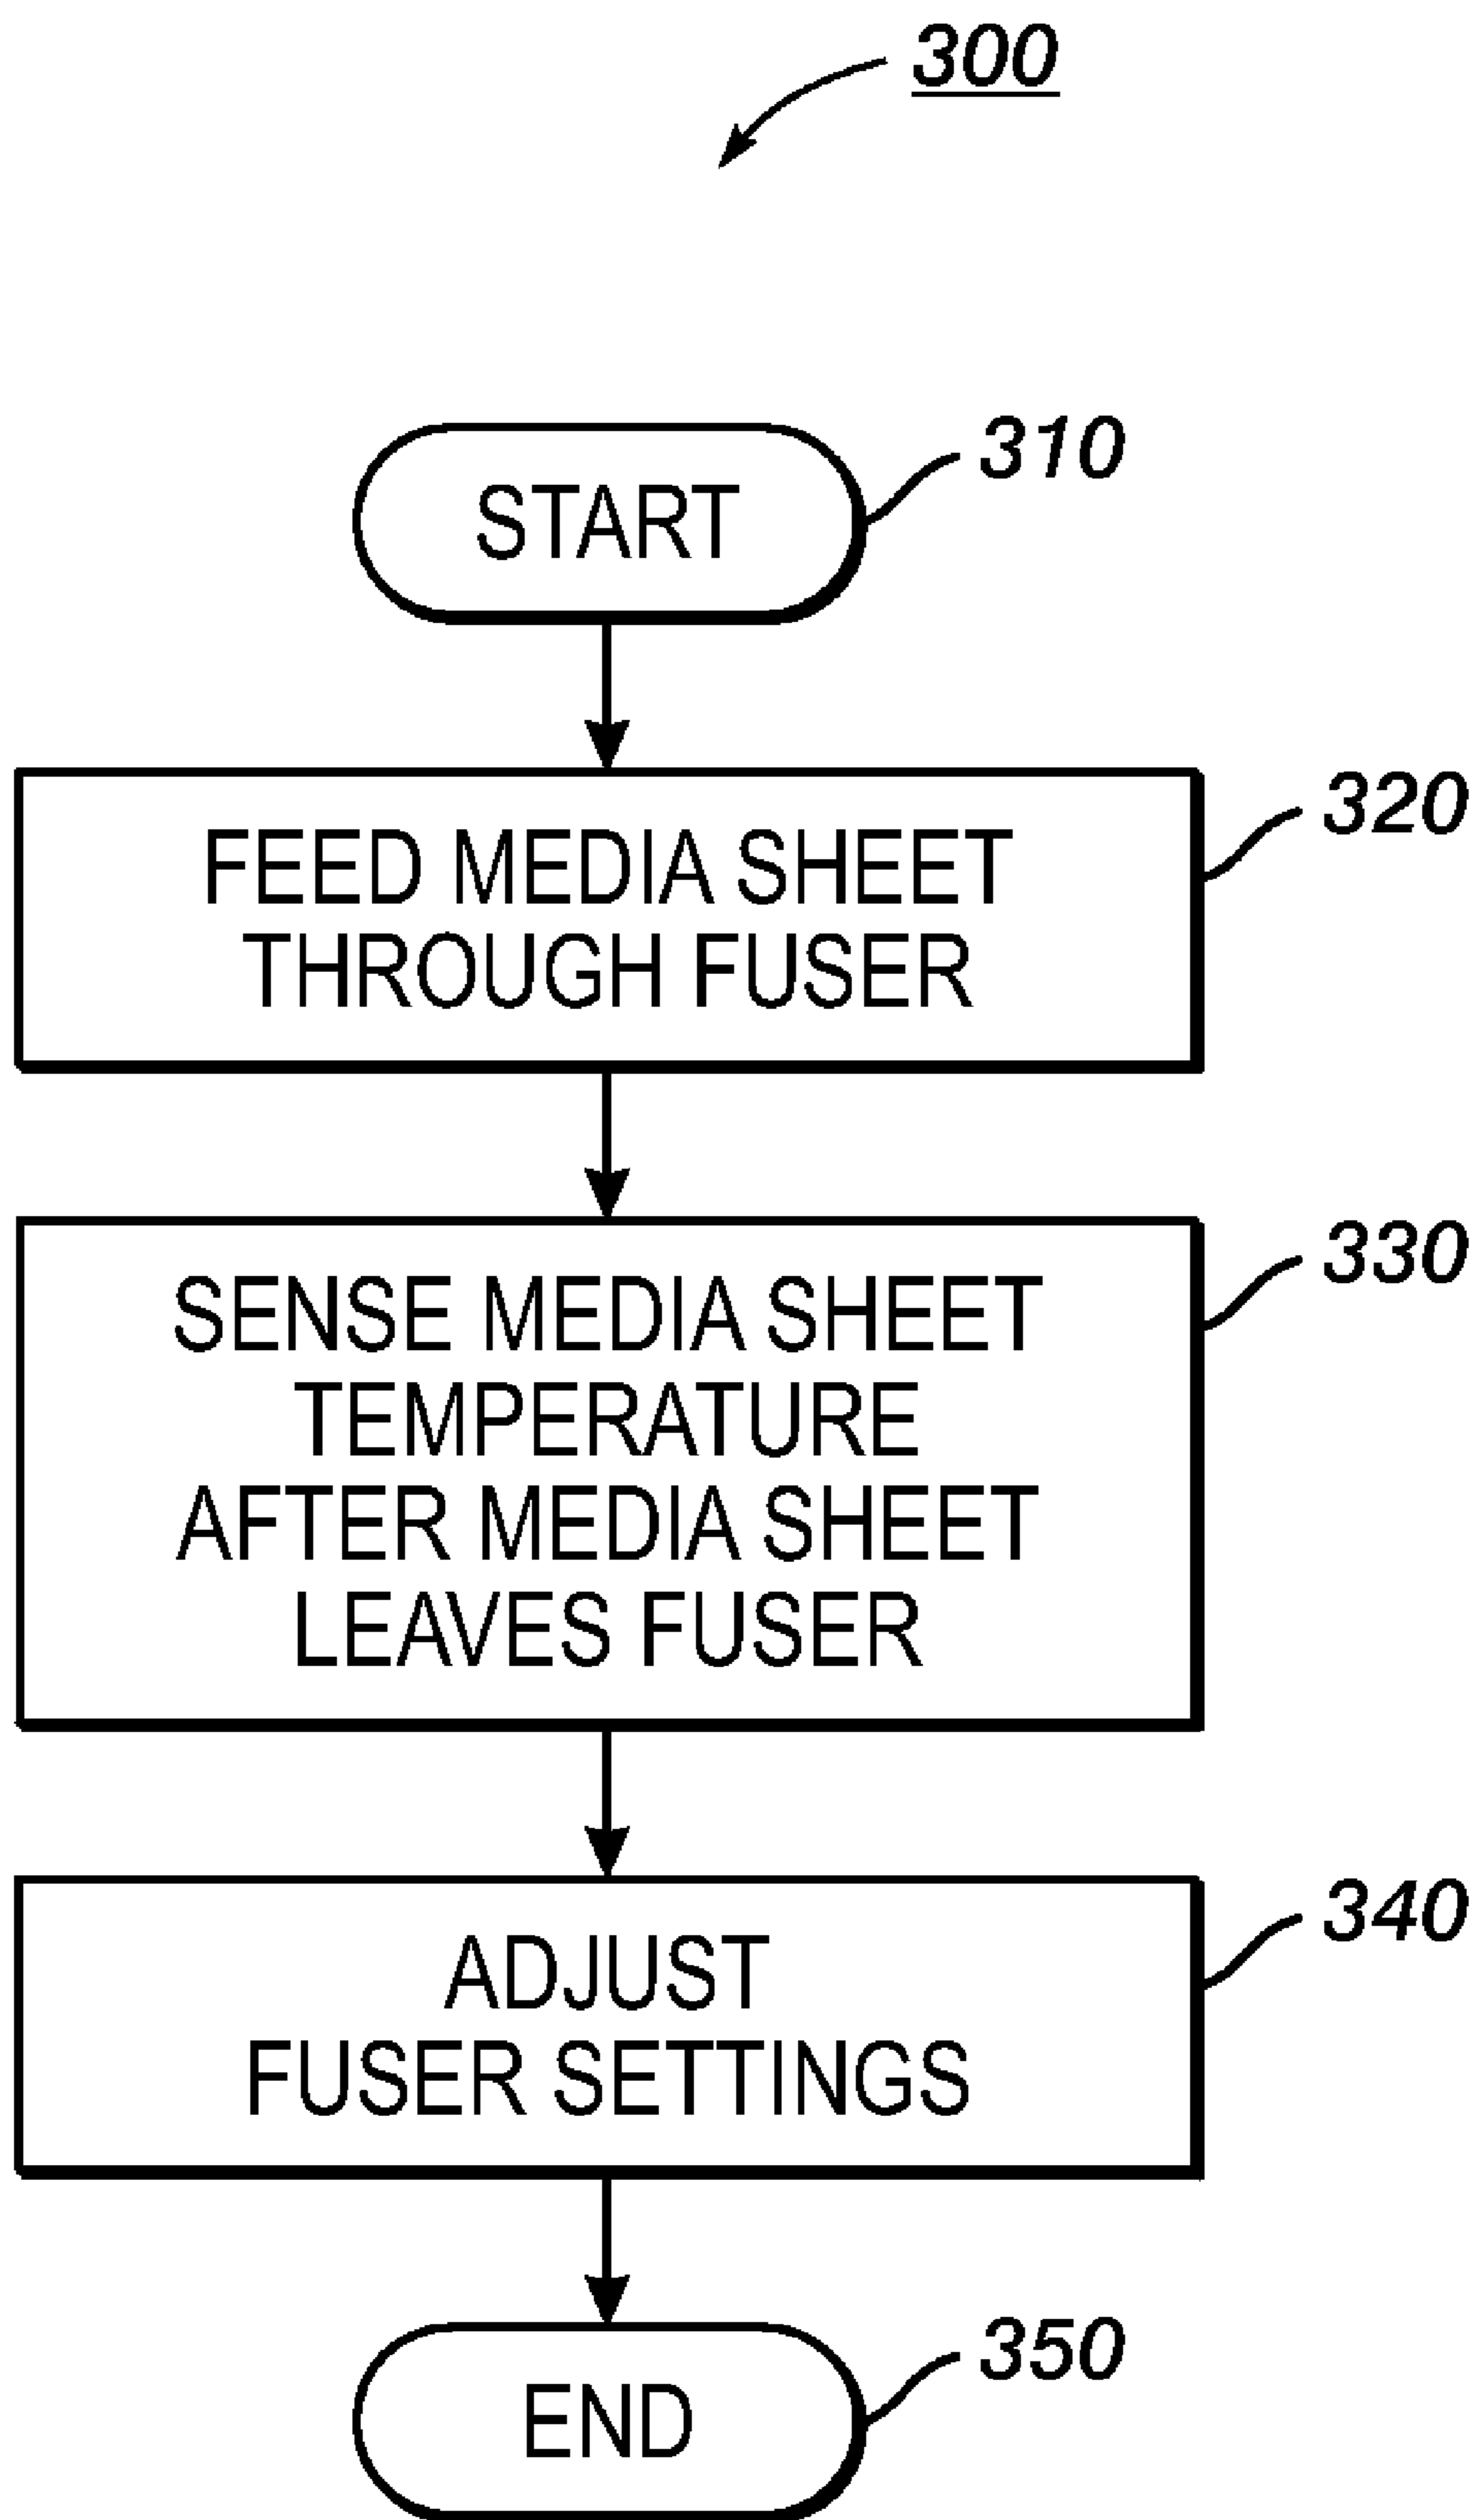 300
START
310
FEED MEDIA SHEET
THROUGH FUSER
320
SENSE MEDIA SHEET
TEMPERATURE
AFTER MEDIA SHEET
LEAVES FUSER
330
ADJUST
FUSER SETTINGS
340
END
350